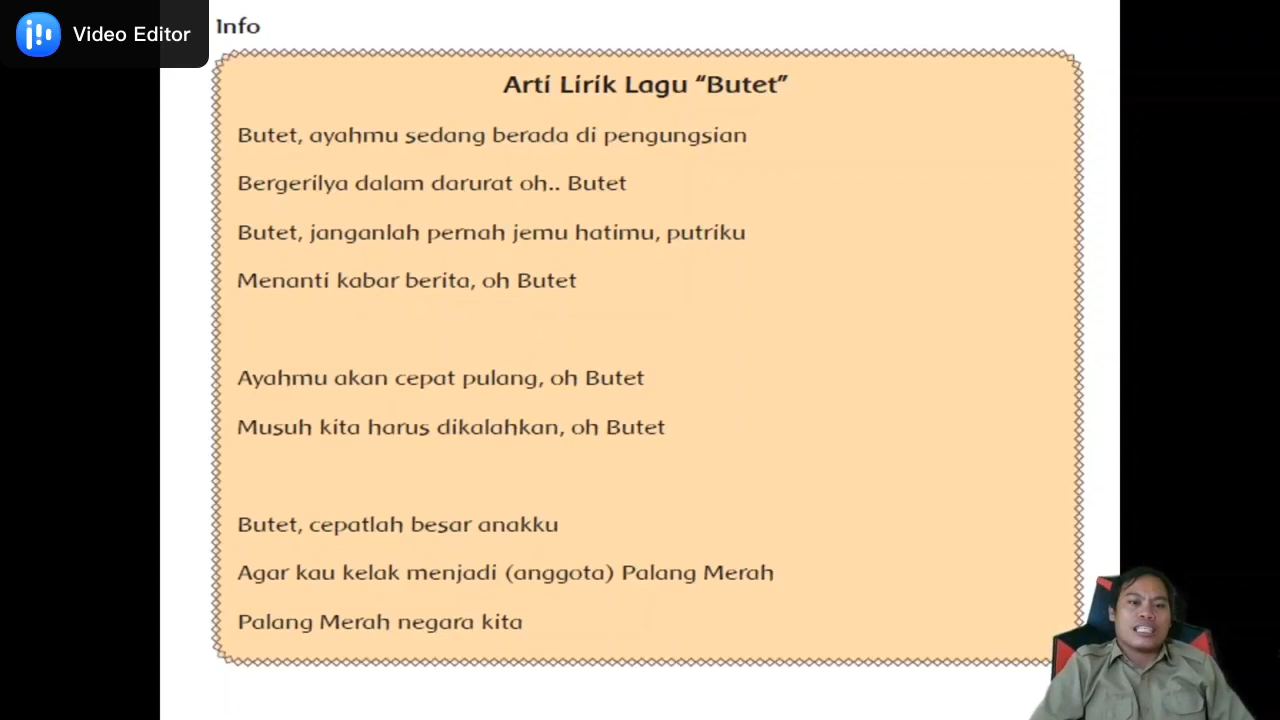 Video Editor
Info
Arti Lirik Lagu “Butet”
Butet, ayahmu sedang berada di pengungsian
Bergerilya dalam darurat oh.. Butet
Butet, janganlah pernah jemu hatimu, putriku
Menanti kabar berita, oh Butet
Ayahmu akan cepat pulang, oh Butet
Musuh kita harus dikalahkan, oh Butet
Butet, cepatlah besar anakku
Agar kau kelak menjadi (anggota) Palang Merah
Palang Merah negara kita